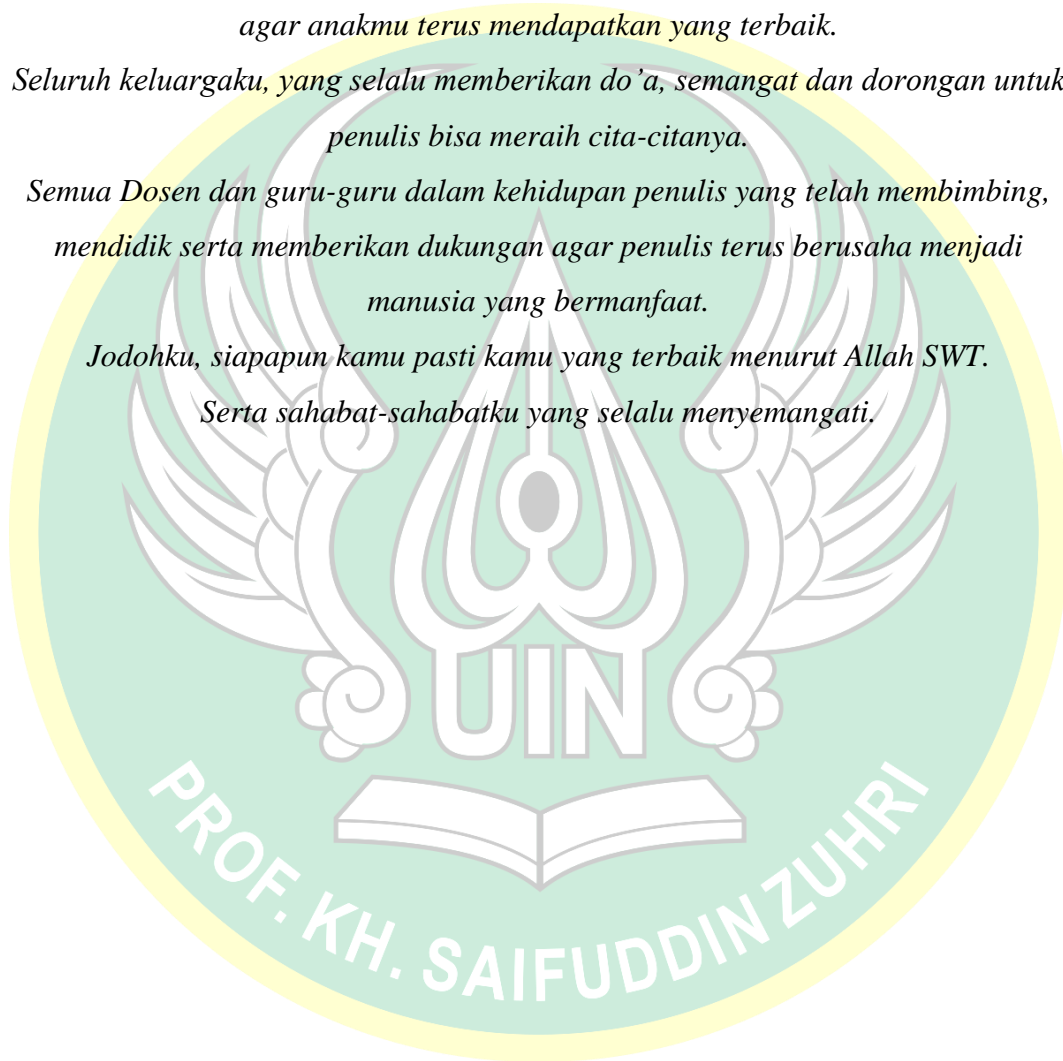 agar anakmu terus mendapatkan yang terbaik.
Seluruh keluargaku, yang selalu memberikan do’a, semangat dan dorongan untuk
penulis bisa meraih cita-citanya.
Semua Dosen dan guru-guru dalam kehidupan penulis yang telah membimbing,
mendidik serta memberikan dukungan agar penulis terus berusaha menjadi
manusia yang bermanfaat.
Jodohku, siapapun kamu pasti kamu yang terbaik menurut Allah SWT.
Serta sahabat-sahabatku yang selalu menyemangati.
UIN
PROF. KH. SAIFUDDIN ZUHRI